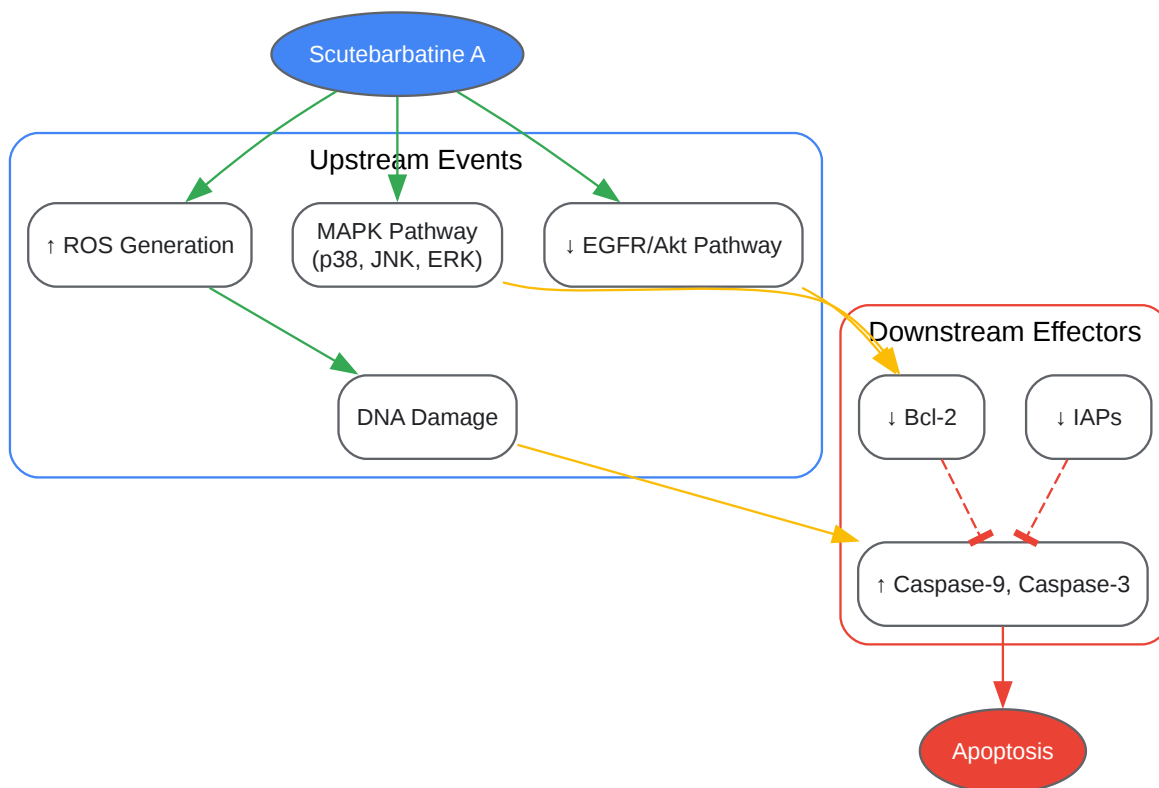 Scutebarbatine A
Upstream Events
↑ ROS Generation
MAPK Pathway
(p38, JNK, ERK)
↓ EGFR/Akt Pathway
Downstream Effectors
DNA Damage
↓ Bcl-2
↓ IAPs
↑ Caspase-9, Caspase-3
Apoptosis